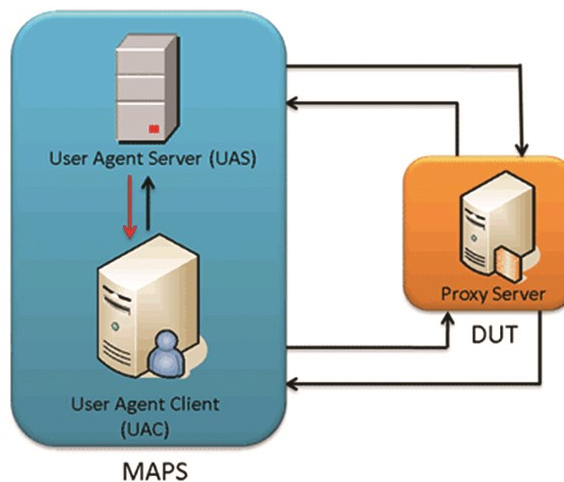 User Agent Server (UAS)
Proxy Server
DUT
User Agent Client
(UAC)
MAPS